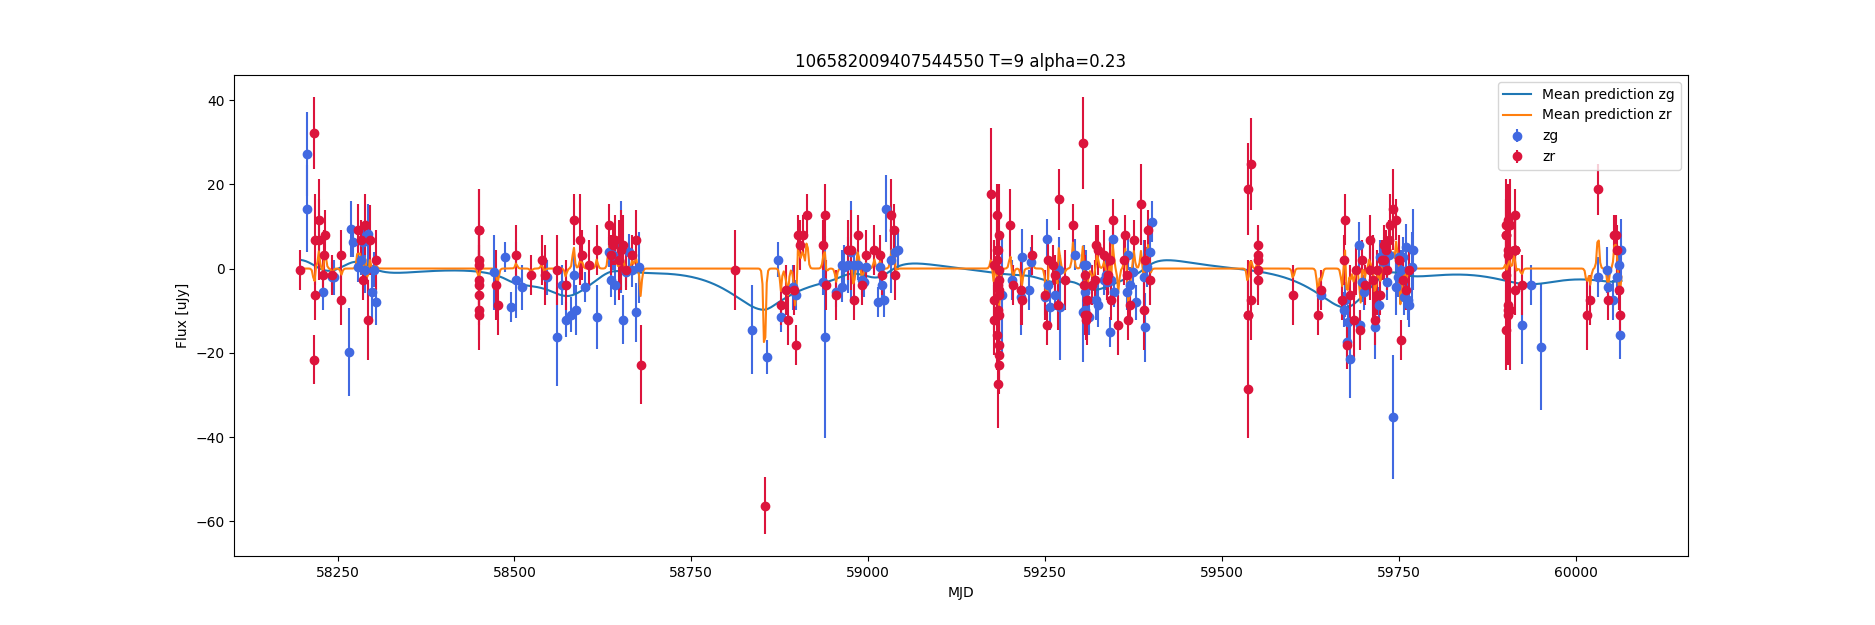 106582009407544550 T=9 alpha=0.23
Mean prediction zg
Mean prediction zr
zg
zr
40
20
0
−20
−40
−60
Flux [uJy]
58250
58500
58750
59000
59250
59500
59750
60000
MJD